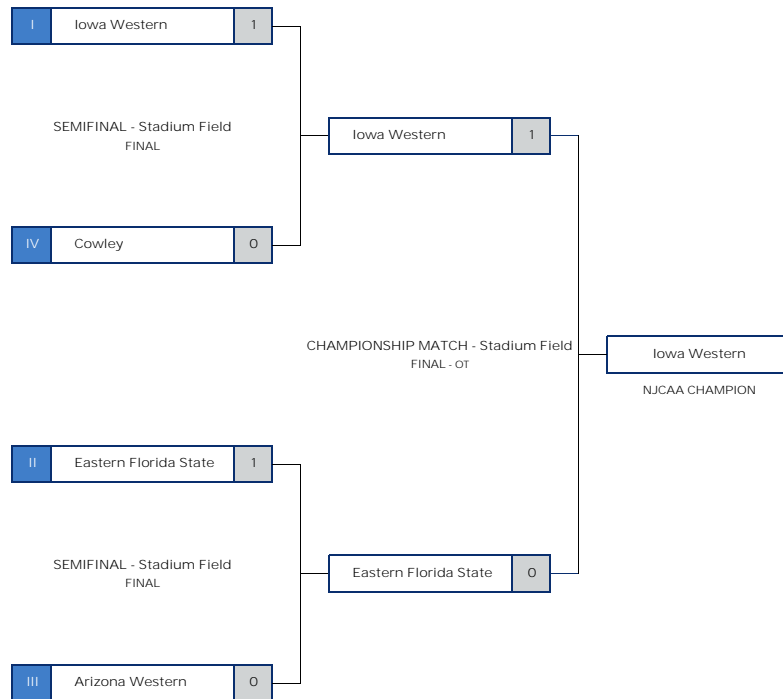 I Iowa Western 1
SEMIFINAL - Stadium Field
FINAL
Iowa Western 1
IV Cowley 0
CHAMPIONSHIP MATCH - Stadium Field
FINAL - OT
Iowa Western
NJCAA CHAMPION
II Eastern Florida State 1
SEMIFINAL - Stadium Field
FINAL
Eastern Florida State 0
III Arizona Western 0